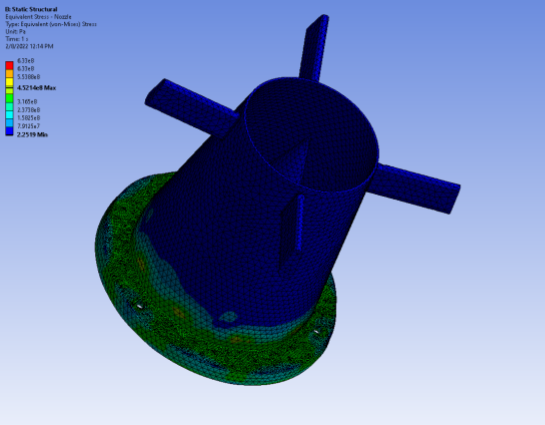 B: Static Structural
Equivalent Stress - Nozzle
Type: Equivalent (von-Mises) Stress
Unit: Pa
Time: 1 s
2/8/2022 12:14 PM
6.33e8
6.33e8
5.5388e8
4.5214e8 Max
3.165e8
2.3738e8
1.5825e8
7.9125e7
2.2519 Min